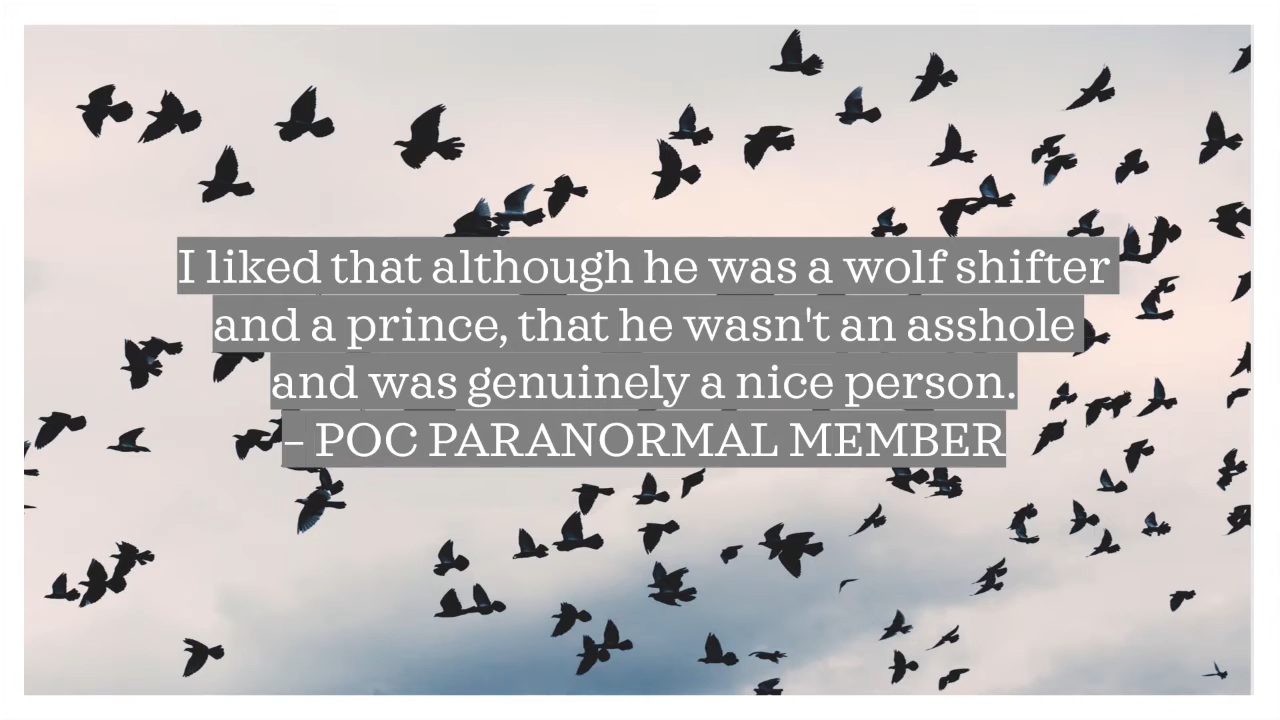 I liked that although he was a wolf shifter
and a prince, that he wasn't an asshole
and was genuinely a nice person.
- POC PARANORMAL MEMBER